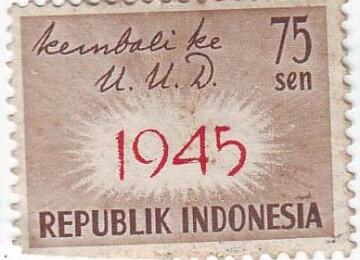 kembali ke
U. U. D.
75
sen
1945
REPUBLIK INDONESIA